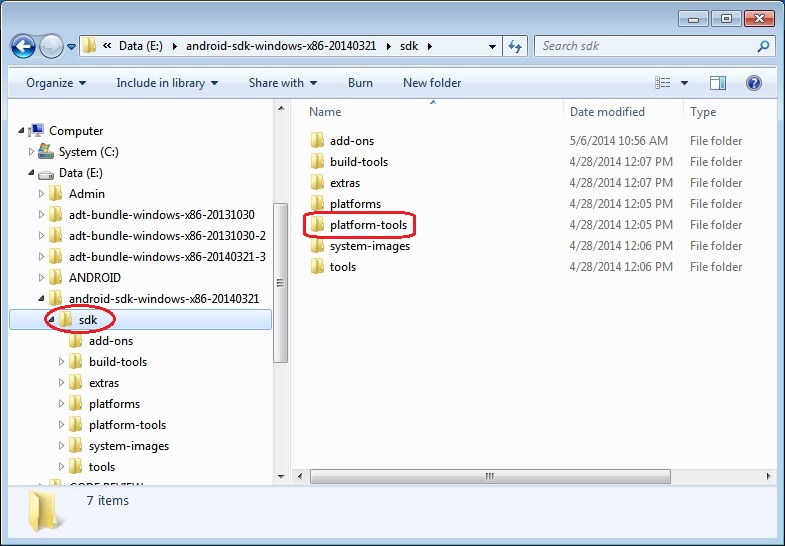 « Data (E:) ▸ android-sdk-windows-x86-20140321 ▸ sdk ▸
Search sdk
Organize Include in library Share with Burn New folder
Computer
System (C:)
Data (E:)
Admin
adt-bundle-windows-x86-20131030
adt-bundle-windows-x86-20131030-2
adt-bundle-windows-x86-20140321-3
ANDROID
android-sdk-windows-x86-20140321
sdk
add-ons
build-tools
extras
platforms
platform-tools
system-images
tools
CODE REVIEW
Name Date modified Type
add-ons 5/6/2014 10:56 AM File folder
build-tools 4/28/2014 12:07 PM File folder
extras 4/28/2014 12:07 PM File folder
platforms 4/28/2014 12:05 PM File folder
platform-tools 4/28/2014 12:05 PM File folder
system-images 4/28/2014 12:06 PM File folder
tools 4/28/2014 12:06 PM File folder
7 items